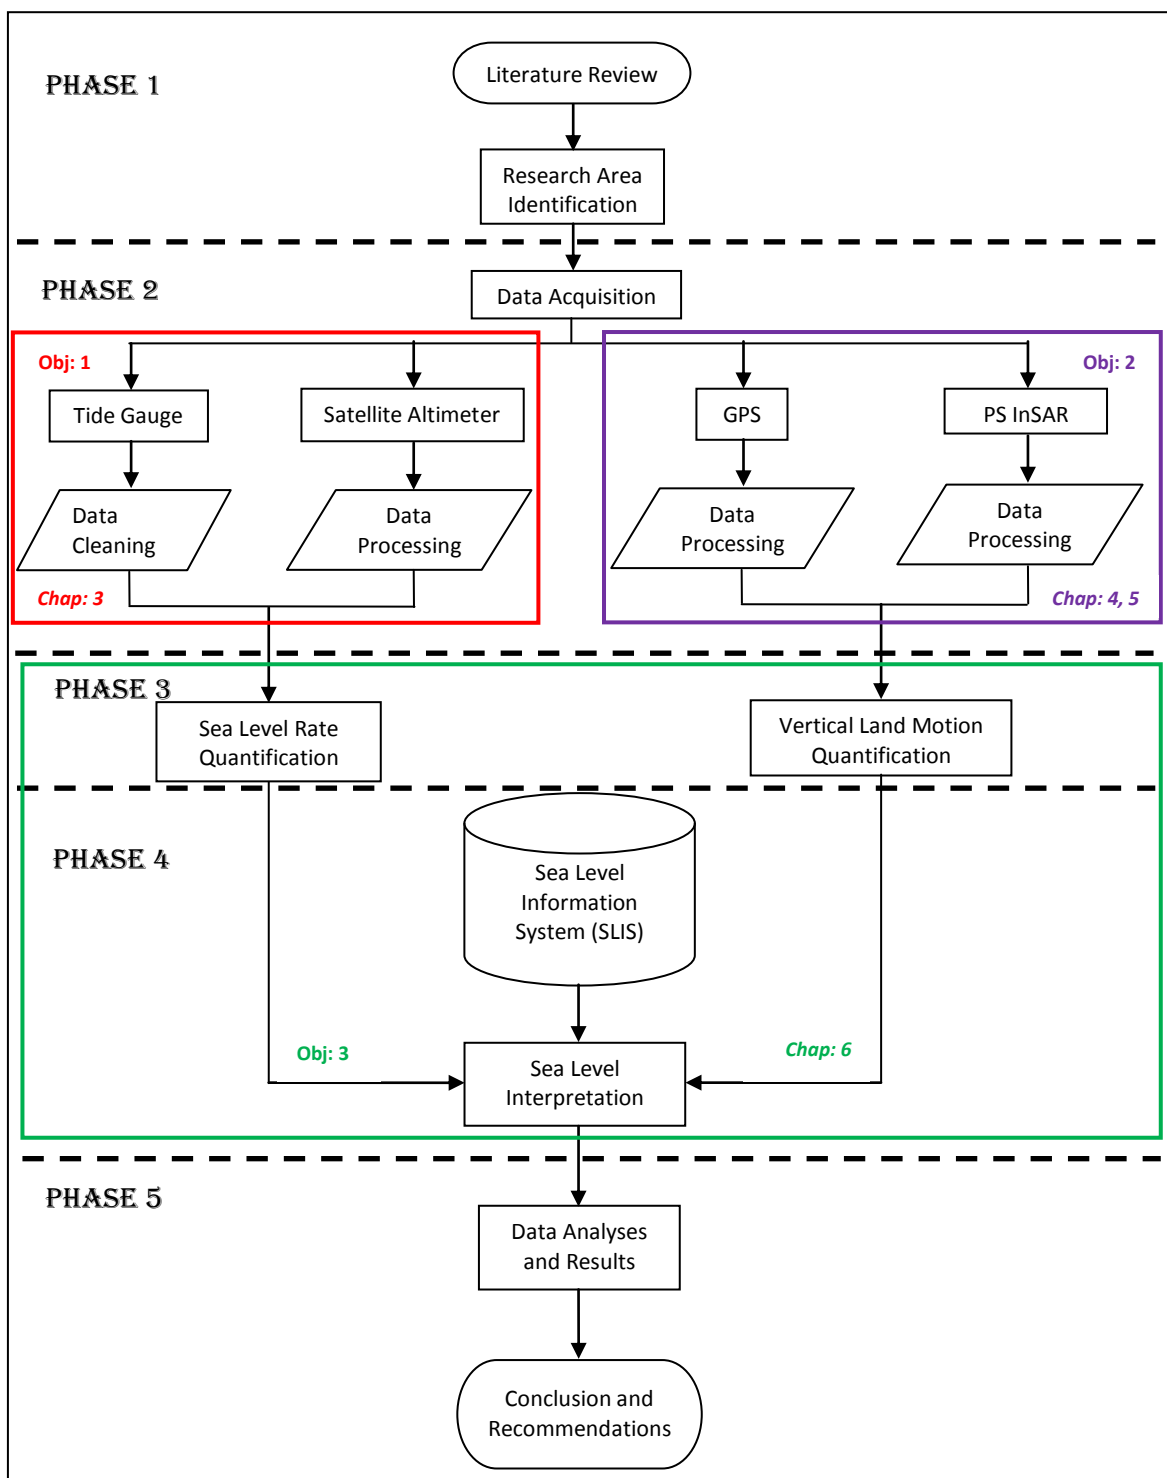 PHASE 1
Literature Review
Research Area
Identification
PHASE 2
Data Acquisition
Obj: 1
Obj: 2
Tide Gauge
Satellite Altimeter
GPS
PS InSAR
Data
Cleaning
Data
Processing
Data
Processing
Data
Processing
Chap: 3
Chap: 4, 5
PHASE 3
Sea Level Rate
Quantification
Vertical Land Motion
Quantification
PHASE 4
Sea Level
Information
System (SLIS)
Obj: 3
Chap: 6
Sea Level
Interpretation
PHASE 5
Data Analyses
and Results
Conclusion and
Recommendations